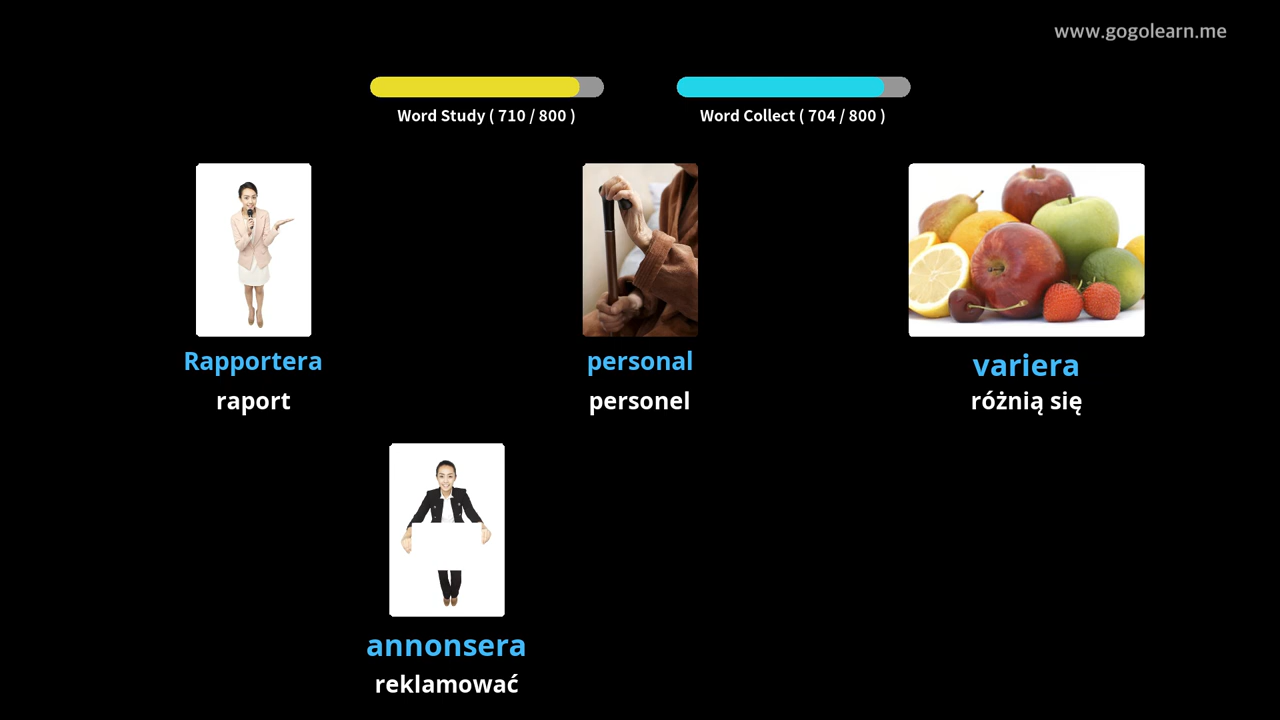 www.gogolearn.me
Word Study ( 710 / 800 )
Word Collect ( 704 / 800 )
Rapportera
raport
personal
personel
variera
różnią się
annonsera
reklamować